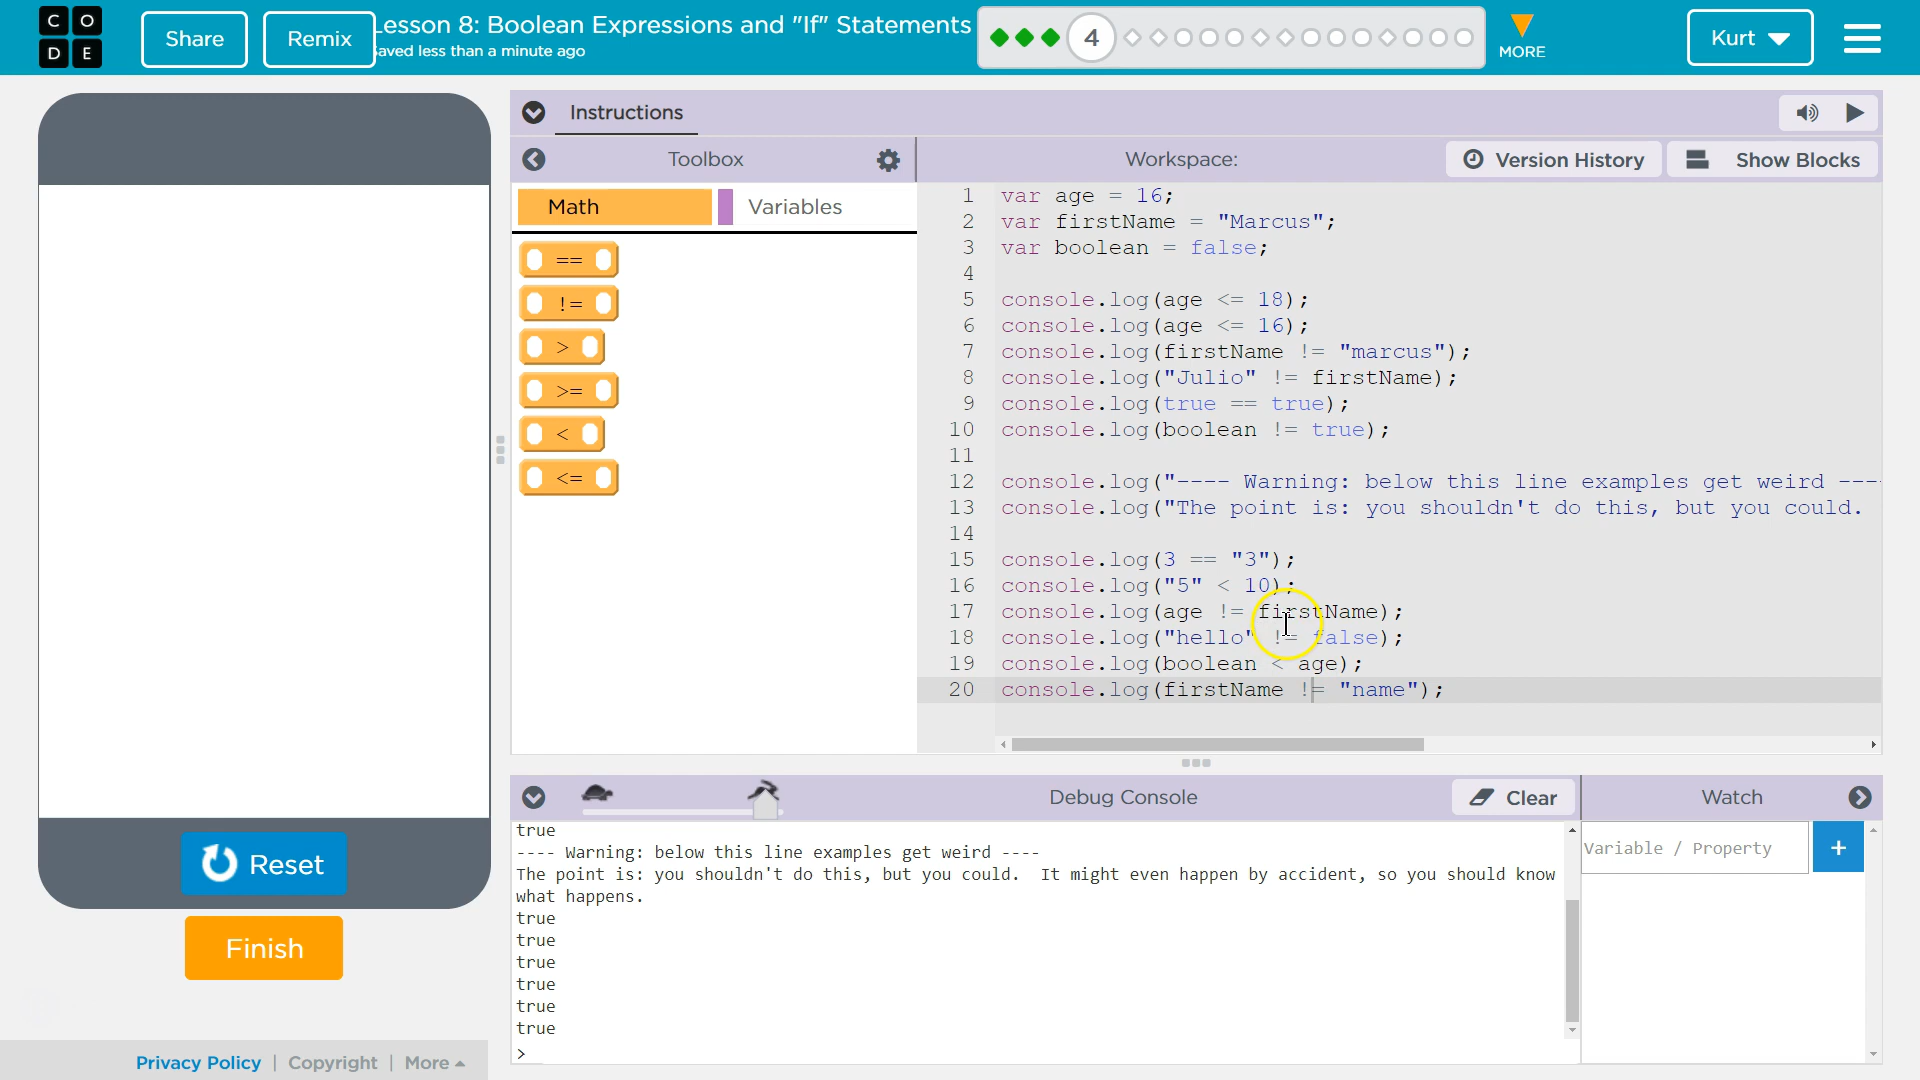 CODE
Share
Remix
Lesson 8: Boolean Expressions and "If" Statements
saved less than a minute ago
4
MORE
Kurt
Instructions
Toolbox
Workspace:
Version History
Show Blocks
Math
Variables
==
!=
>
>=
<
<=
1 var age = 16;
2 var firstName = "Marcus";
3 var boolean = false;
4
5 console.log(age <= 18);
6 console.log(age <= 16);
7 console.log(firstName != "marcus");
8 console.log("Julio" != firstName);
9 console.log(true == true);
10 console.log(boolean != true);
11
12 console.log("---- Warning: below this line examples get weird ---
13 console.log("The point is: you shouldn't do this, but you could.
14
15 console.log(3 == "3");
16 console.log("5" < 10);
17 console.log(age != firstName);
18 console.log("hello" != false);
19 console.log(boolean < age);
20 console.log(firstName != "name");
Debug Console
Clear
Watch
true
---- Warning: below this line examples get weird ----
The point is: you shouldn't do this, but you could.  It might even happen by accident, so you should know
what happens.
true
true
true
true
true
true
>
Variable / Property
+
Reset
Finish
Privacy Policy | Copyright | More